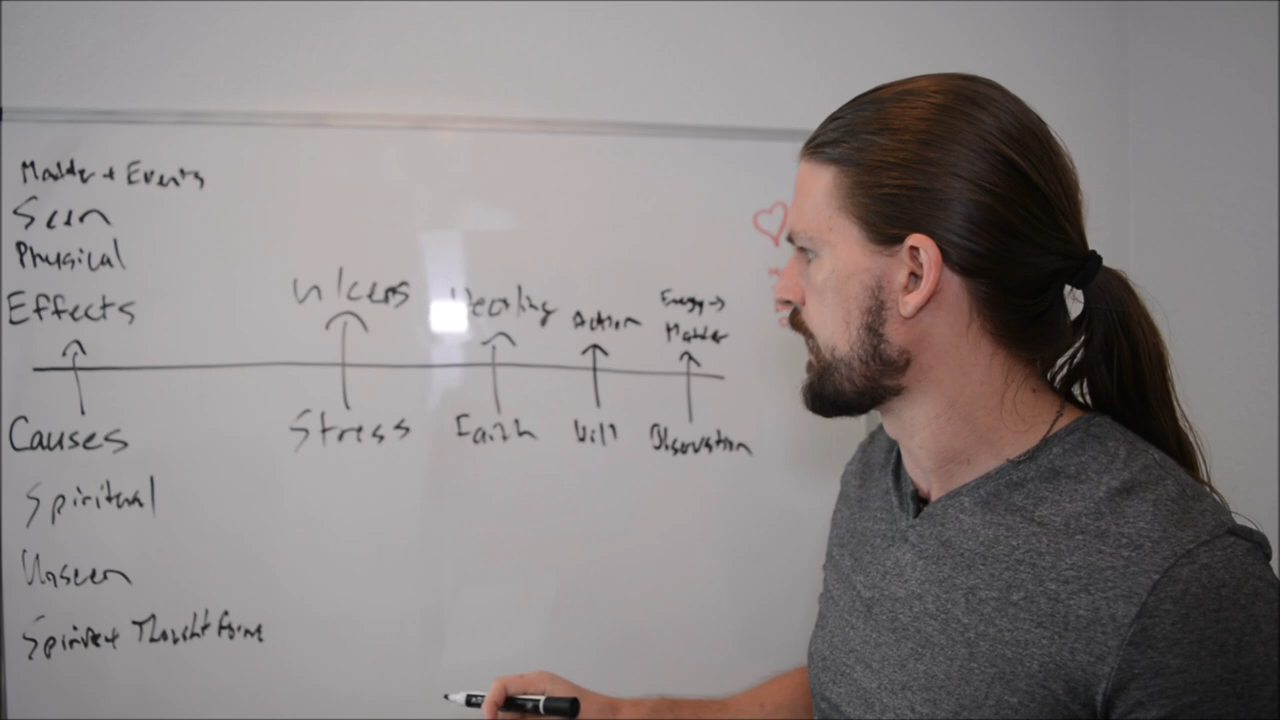 Matter + Events
Seen
Physical
Effects
Ulcers
Healing
Action
Energy →
Matter
Causes
Stress
Faith
Will
Observation
Spiritual
Unseen
Spirit + Thought form